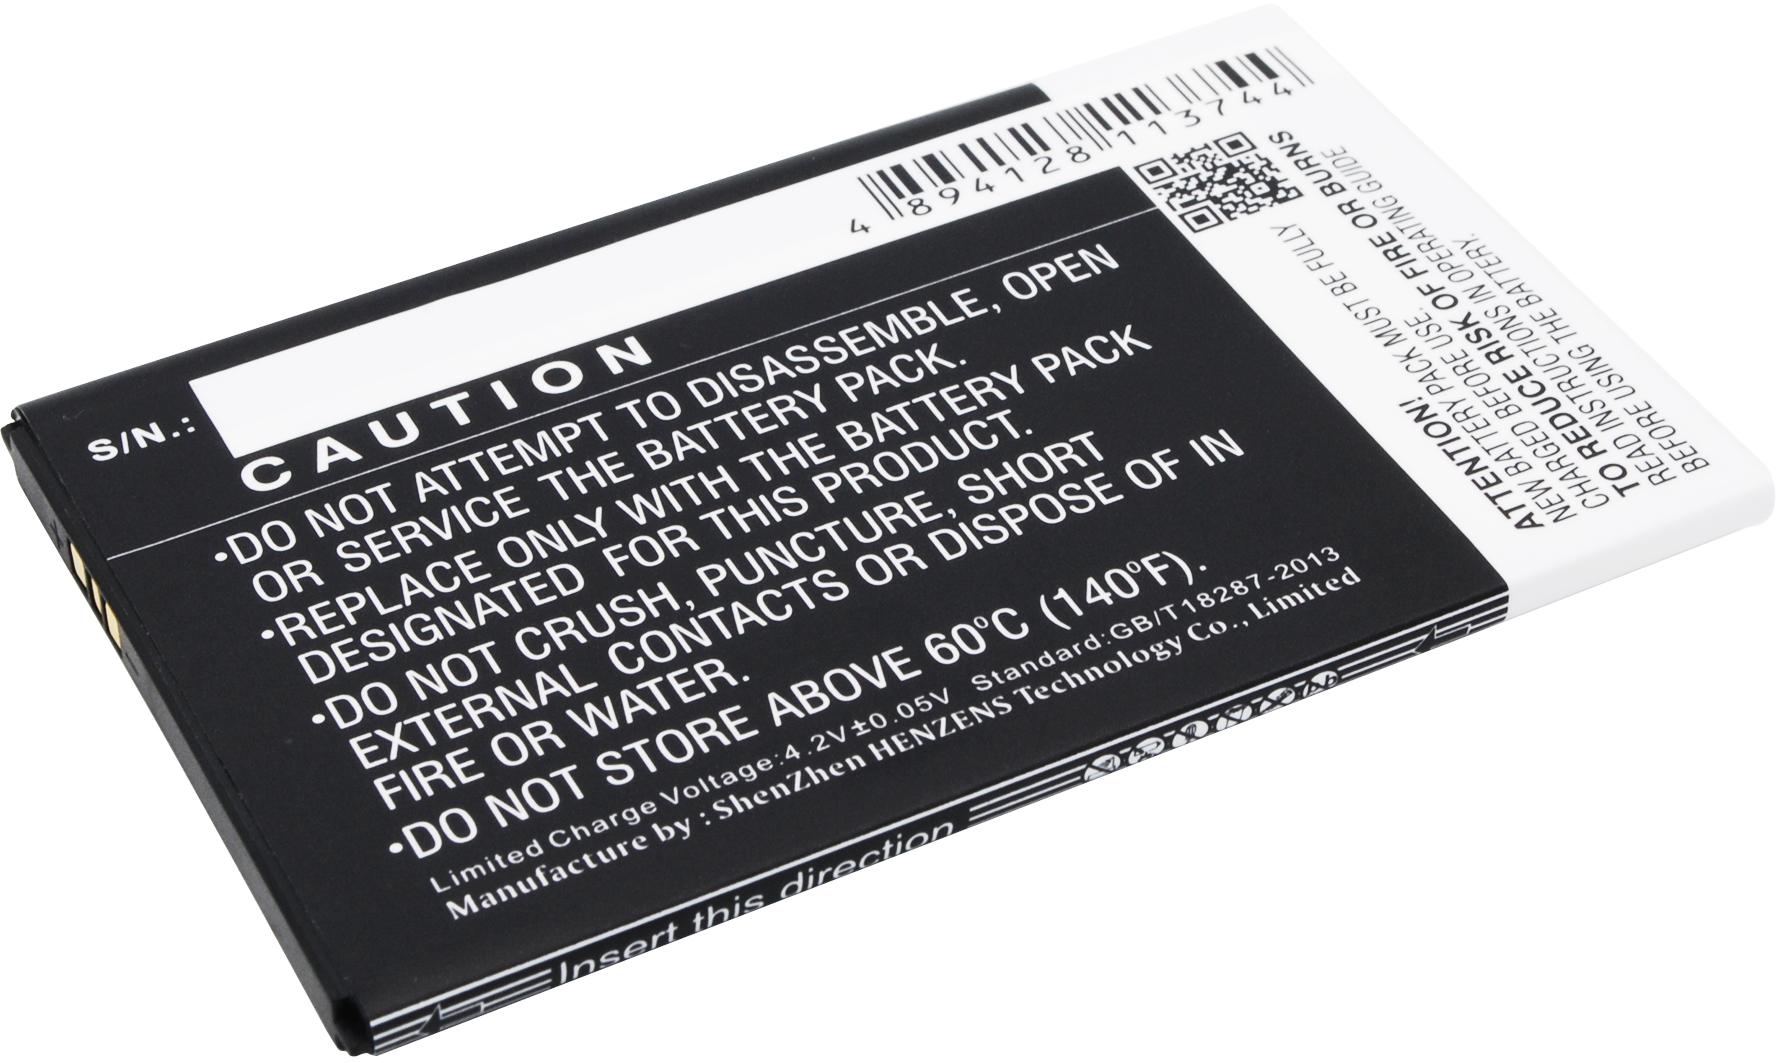 4 894128 113744
S/N.:
CAUTION
•DO NOT ATTEMPT TO DISASSEMBLE, OPEN
OR SERVICE THE BATTERY PACK.
•REPLACE ONLY WITH THE BATTERY PACK
DESIGNATED FOR THIS PRODUCT.
•DO NOT CRUSH, PUNCTURE, SHORT
EXTERNAL CONTACTS OR DISPOSE OF IN
FIRE OR WATER.
•DO NOT STORE ABOVE 60°C (140°F).
Limited Charge Voltage:4.2V±0.05V Standard:GB/T18287-2013
Manufacture by : ShenZhen HENZENS Technology Co., Limited
Insert this direction
ATTENTION!
NEW BATTERY PACK MUST BE FULLY
CHARGED BEFORE USE.
TO REDUCE RISK OF FIRE OR BURNS
READ INSTRUCTIONS IN OPERATING GUIDE
BEFORE USING THE BATTERY.